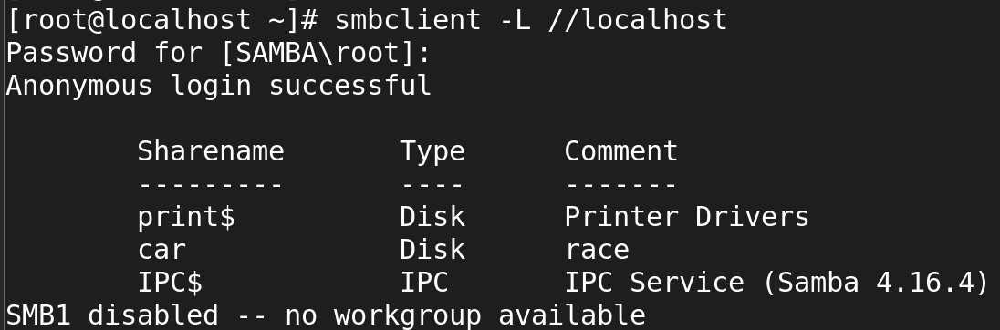 [root@localhost ~]# smbclient -L //localhost
Password for [SAMBA\root]:
Anonymous login successful
Sharename Type Comment
--------- ---- -------
print$ Disk Printer Drivers
car Disk race
IPC$ IPC IPC Service (Samba 4.16.4)
SMB1 disabled -- no workgroup available